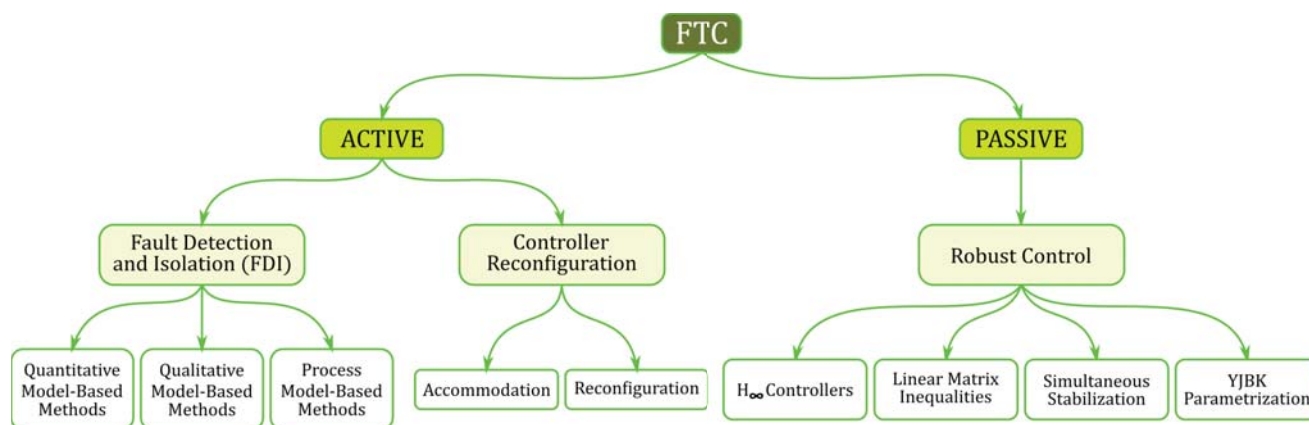 FTC
ACTIVE
PASSIVE
Fault Detection
and Isolation (FDI)
Controller
Reconfiguration
Robust Control
Quantitative
Model-Based
Methods
Qualitative
Model-Based
Methods
Process
Model-Based
Methods
Accommodation
Reconfiguration
H∞ Controllers
Linear Matrix
Inequalities
Simultaneous
Stabilization
YJBK
Parametrization